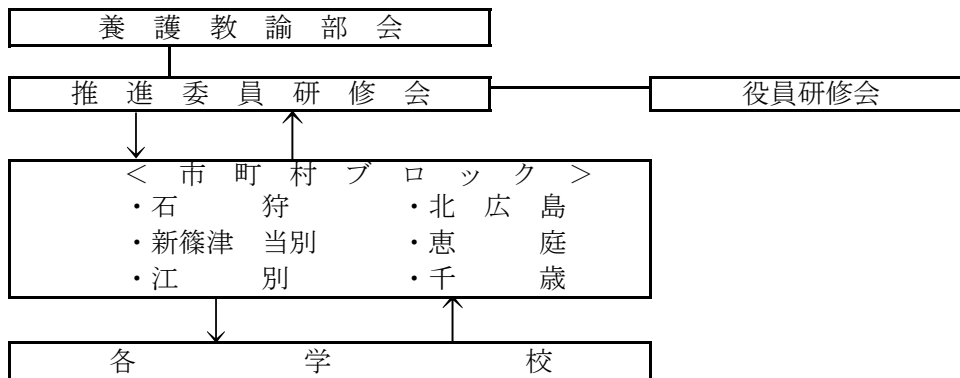 養護教諭部会
推進委員研修会 役員研修会
＜市町村ブロック＞
・石狩 ・北広島
・新篠津 当別 ・恵庭
・江別 ・千歳
各学校